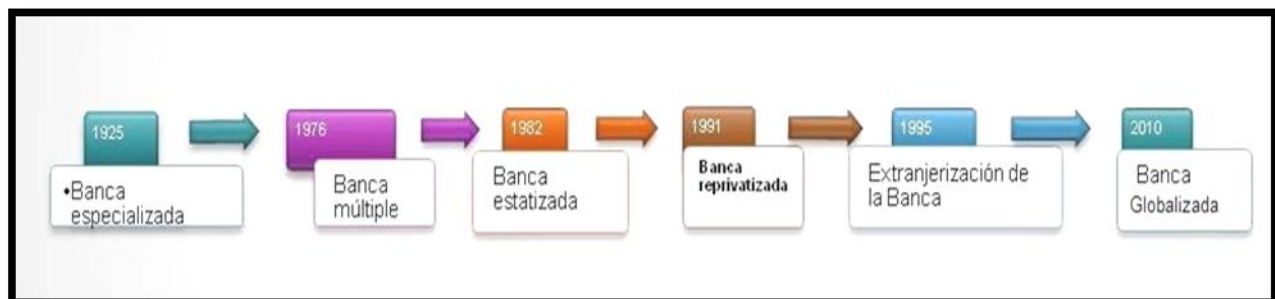 1925
•Banca
especializada
1976
Banca
múltiple
1982
Banca
estatizada
1991
Banca
reprivatizada
1995
Extranjerización de
la Banca
2010
Banca
Globalizada